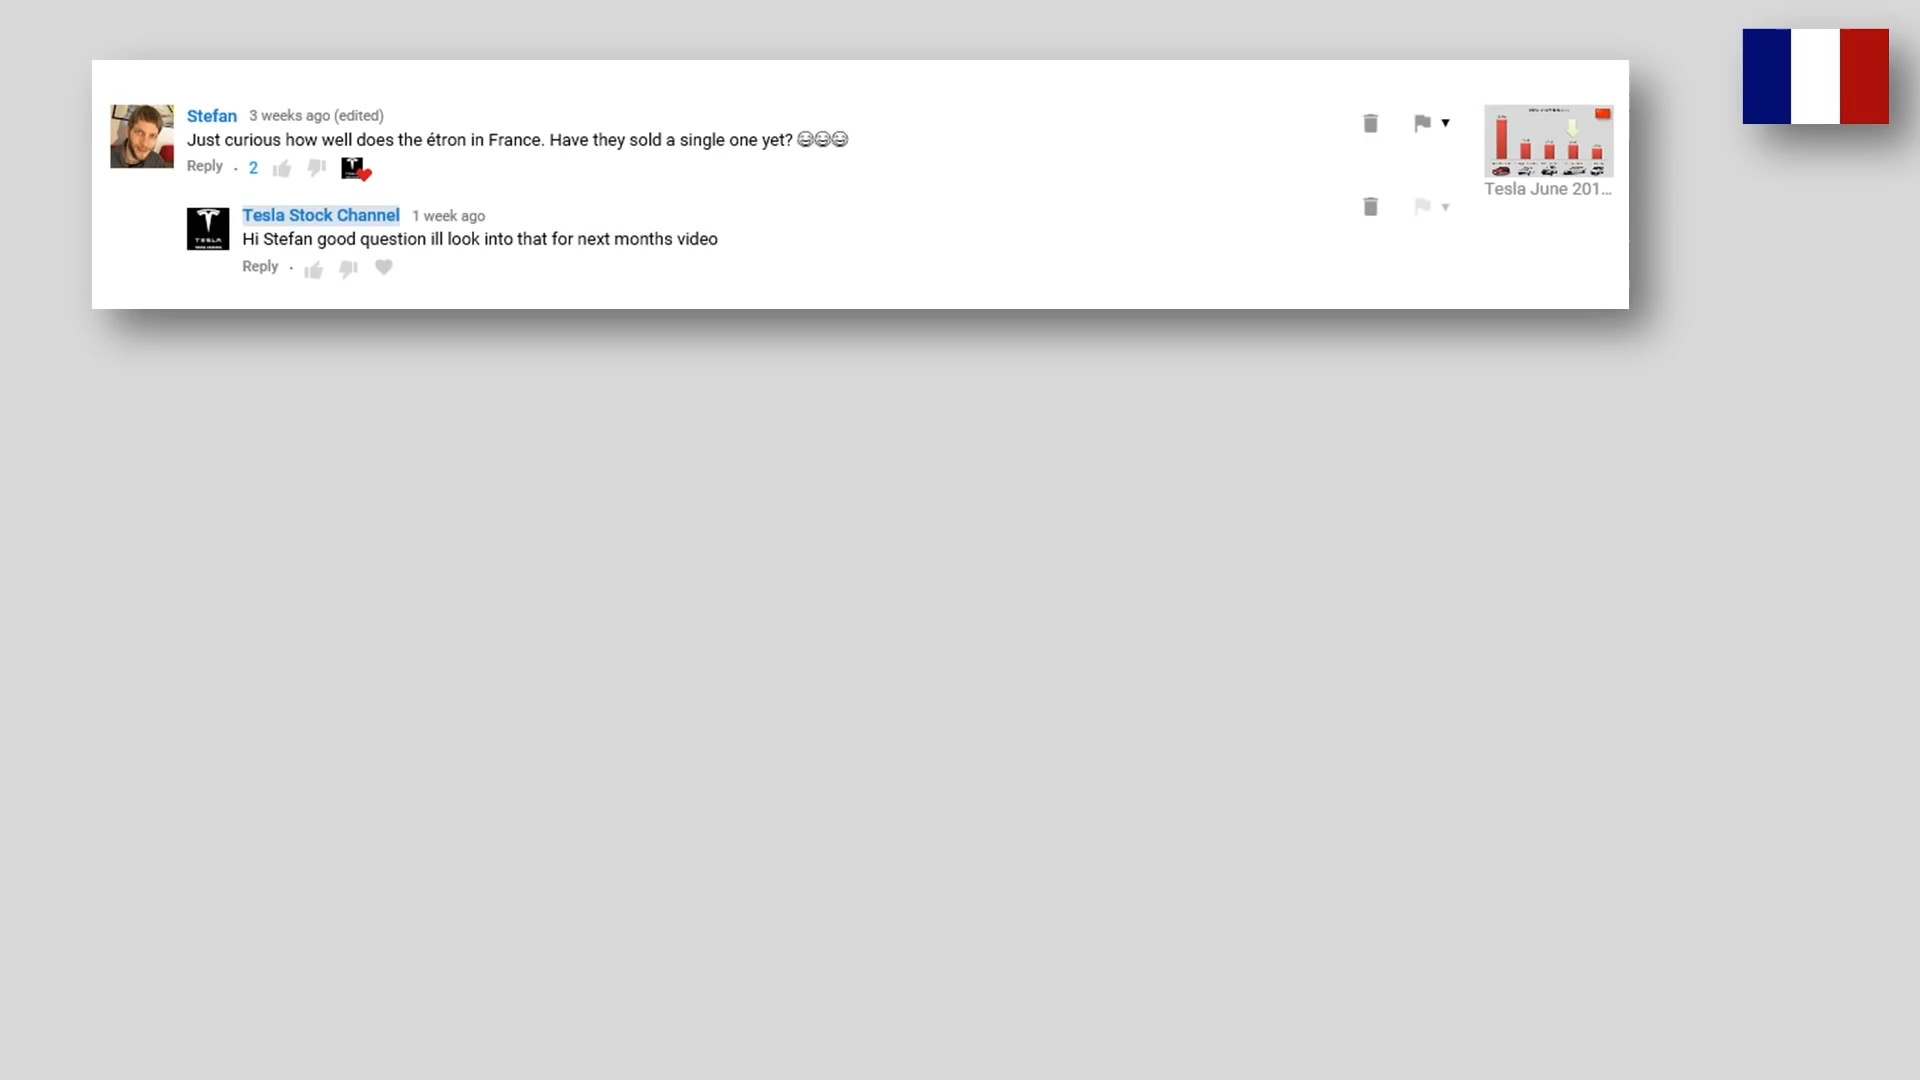 Stefan 3 weeks ago (edited)
Just curious how well does the étron in France. Have they sold a single one yet? 😂😂😂
Reply · 2
Tesla June 201...
Tesla Stock Channel 1 week ago
TESLA
Hi Stefan good question ill look into that for next months video
Reply ·